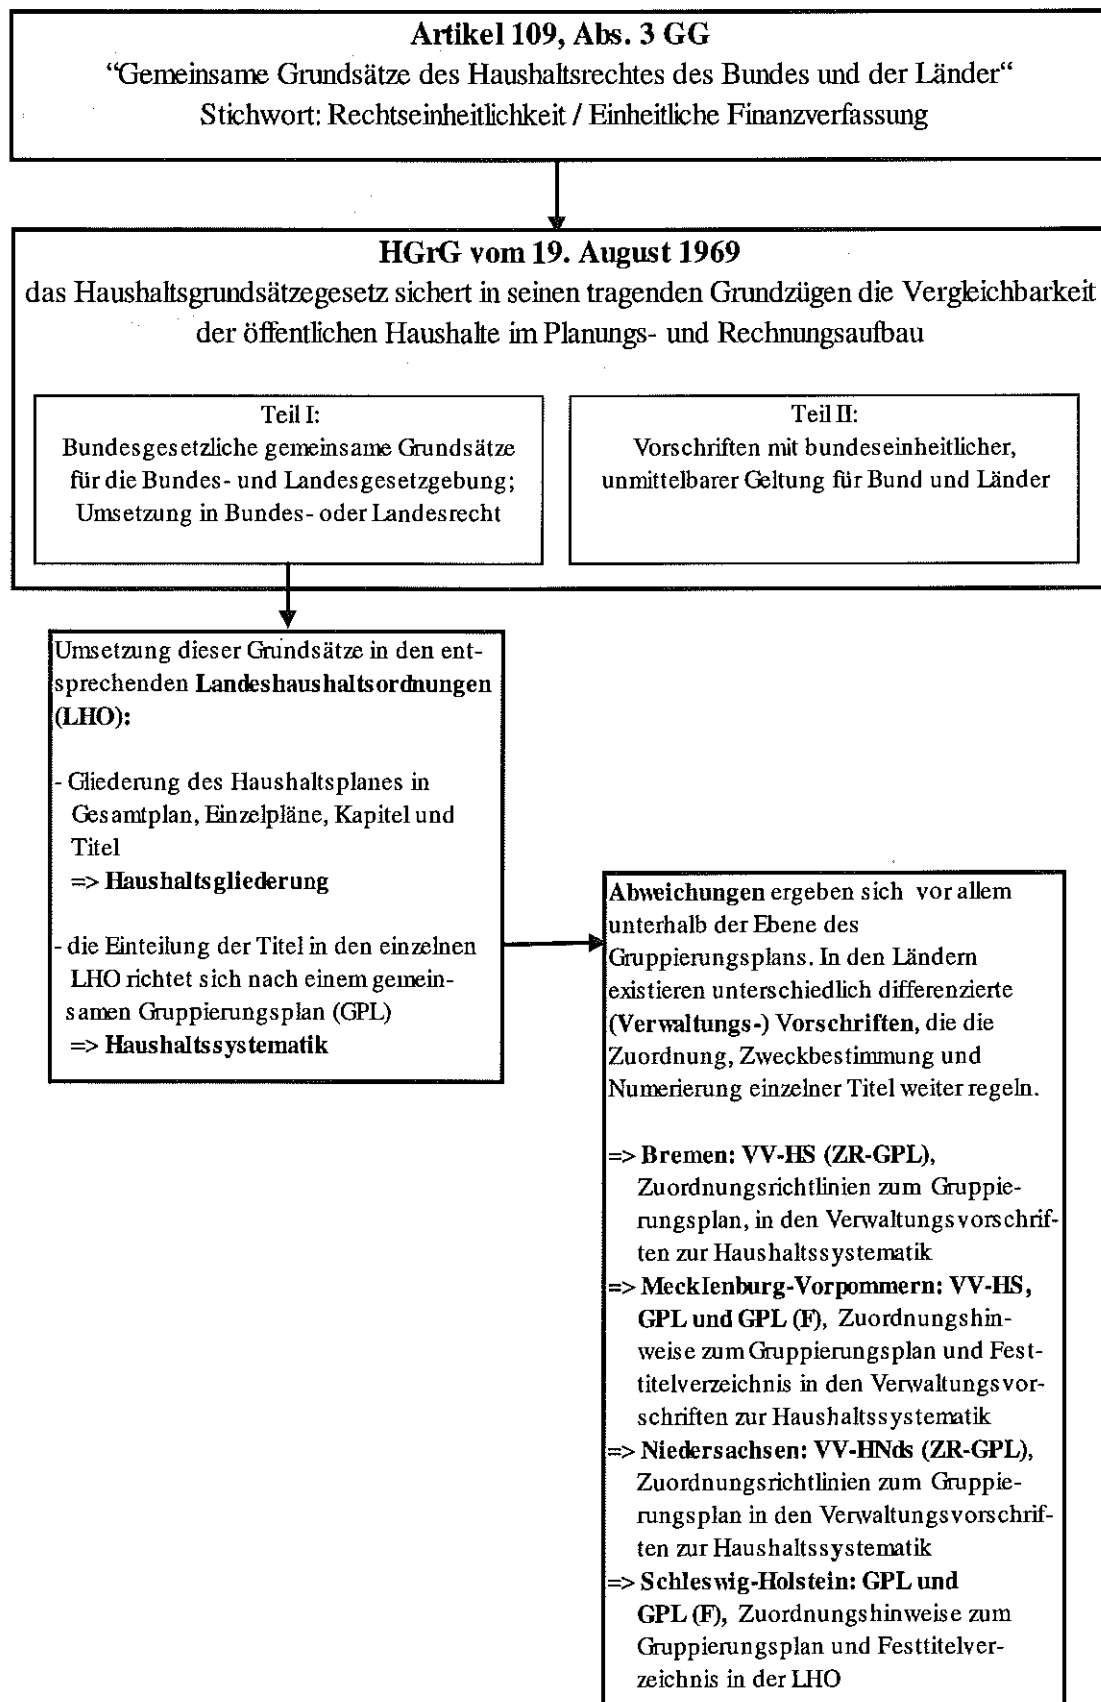 Artikel 109, Abs. 3 GG
“Gemeinsame Grundsätze des Haushaltsrechtes des Bundes und der Länder“
Stichwort: Rechtseinheitlichkeit / Einheitliche Finanzverfassung
HGrG vom 19. August 1969
das Haushaltsgrundsätzegesetz sichert in seinen tragenden Grundzügen die Vergleichbarkeit
der öffentlichen Haushalte im Planungs- und Rechnungsaufbau
Teil I:
Bundesgesetzliche gemeinsame Grundsätze
für die Bundes- und Landesgesetzgebung;
Umsetzung in Bundes- oder Landesrecht
Teil II:
Vorschriften mit bundeseinheitlicher,
unmittelbarer Geltung für Bund und Länder
Umsetzung dieser Grundsätze in den ent-
sprechenden Landeshaushaltsordnungen
(LHO):
- Gliederung des Haushaltsplanes in
Gesamtplan, Einzelpläne, Kapitel und
Titel
=> Haushaltsgliederung
- die Einteilung der Titel in den einzelnen
LHO richtet sich nach einem gemein-
samen Gruppierungsplan (GPL)
=> Haushaltssystematik
Abweichungen ergeben sich vor allem
unterhalb der Ebene des
Gruppierungsplans. In den Ländern
existieren unterschiedlich differenzierte
(Verwaltungs-) Vorschriften, die die
Zuordnung, Zweckbestimmung und
Numerierung einzelner Titel weiter regeln.
=> Bremen: VV-HS (ZR-GPL),
Zuordnungsrichtlinien zum Gruppie-
rungsplan, in den Verwaltungsvorschrif-
ten zur Haushaltssystematik
=> Mecklenburg-Vorpommern: VV-HS,
GPL und GPL (F), Zuordnungshin-
weise zum Gruppierungsplan und Fest-
titelverzeichnis in den Verwaltungsvor-
schriften zur Haushaltssystematik
=> Niedersachsen: VV-HNds (ZR-GPL),
Zuordnungsrichtlinien zum Gruppie-
rungsplan in den Verwaltungsvorschrif-
ten zur Haushaltssystematik
=> Schleswig-Holstein: GPL und
GPL (F), Zuordnungshinweise zum
Gruppierungsplan und Festtitelver-
zeichnis in der LHO